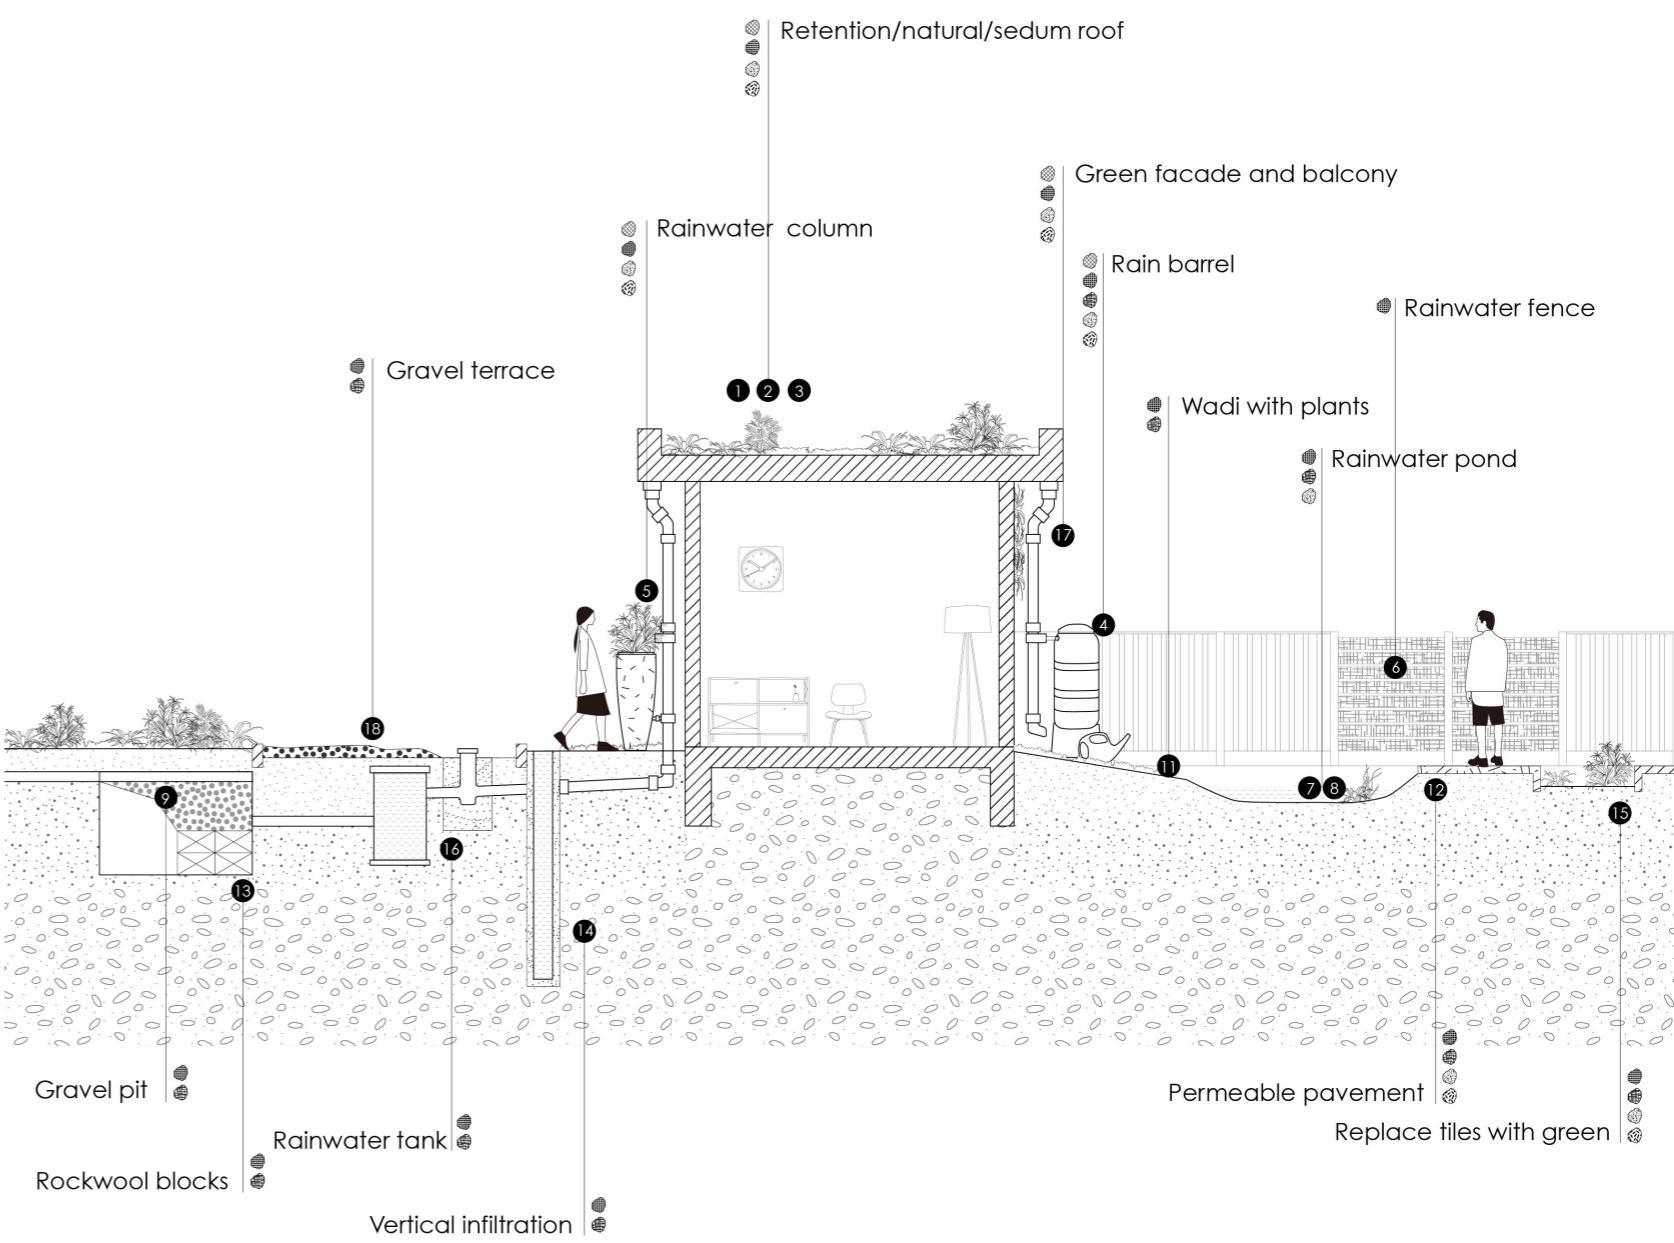 Retention/natural/sedum roof
Green facade and balcony
Rainwater column
Rain barrel
Rainwater fence
Gravel terrace
1 2 3
Wadi with plants
Rainwater pond
17
5
4
6
18
11
9
7 8
12
15
16
13
14
Gravel pit
Permeable pavement
Replace tiles with green
Rainwater tank
Rockwool blocks
Vertical infiltration